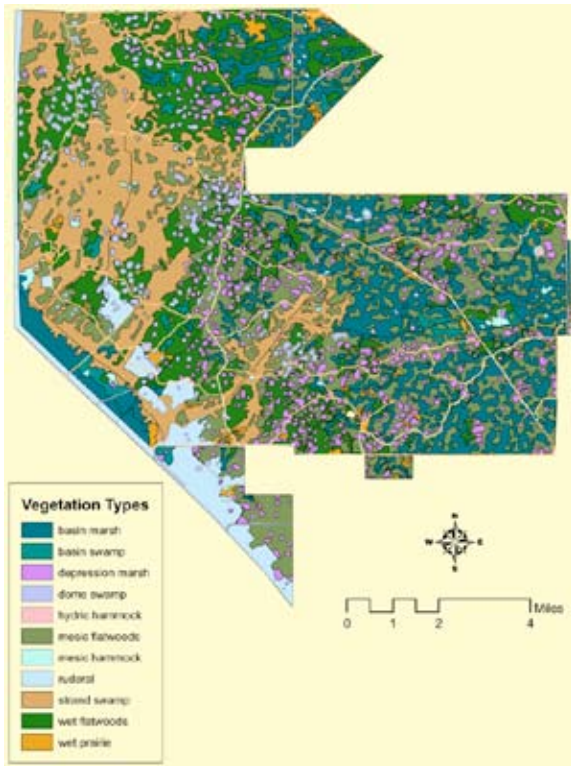 Vegetation Types
basin marsh
basin swamp
depression marsh
dome swamp
hydric hammock
mesic flatwoods
mesic hammock
ruderal
strand swamp
wet flatwoods
wet prairie
N
W E
S
Miles
0 1 2 4